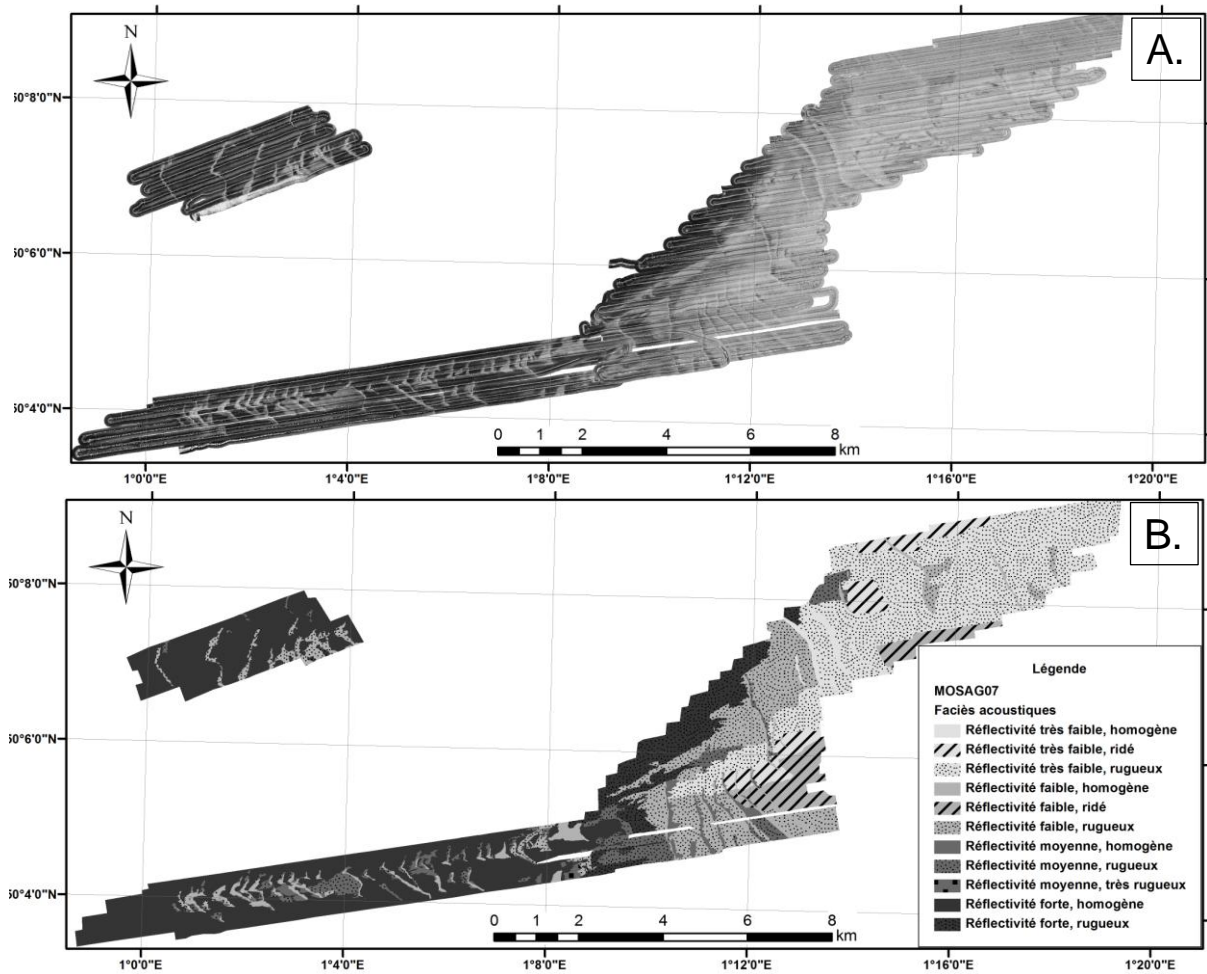 A.
N
50°8'0"N
50°6'0"N
50°4'0"N
0 1 2 4 6 8
km
1°0'0"E 1°4'0"E 1°8'0"E 1°12'0"E 1°16'0"E 1°20'0"E
B.
N
50°8'0"N
50°6'0"N
50°4'0"N
Légende
MOSAG07
Faciès acoustiques
Réflectivité très faible, homogène
Réflectivité très faible, ridé
Réflectivité très faible, rugueux
Réflectivité faible, homogène
Réflectivité faible, ridé
Réflectivité faible, rugueux
Réflectivité moyenne, homogène
Réflectivité moyenne, rugueux
Réflectivité moyenne, très rugueux
Réflectivité forte, homogène
Réflectivité forte, rugueux
0 1 2 4 6 8
km
1°0'0"E 1°4'0"E 1°8'0"E 1°12'0"E 1°16'0"E 1°20'0"E